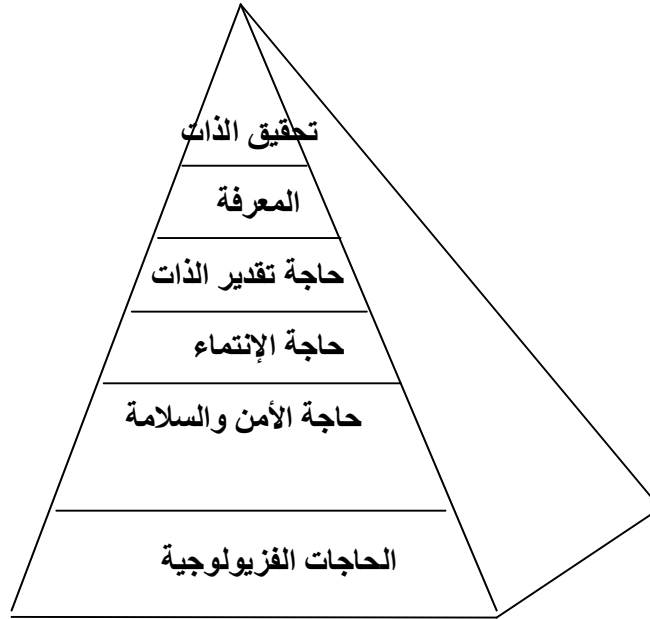 تحقيق الذات
المعرفة
حاجة تقدير الذات
حاجة الإنتماء
حاجة الأمن والسلامة
الحاجات الفزيولوجية